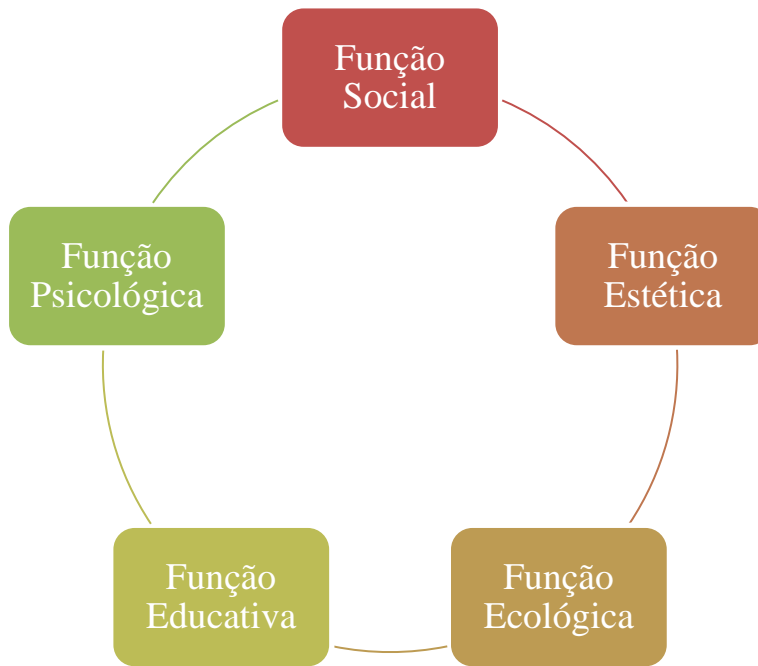 Função
Social
Função
Estética
Função
Ecológica
Função
Educativa
Função
Psicológica